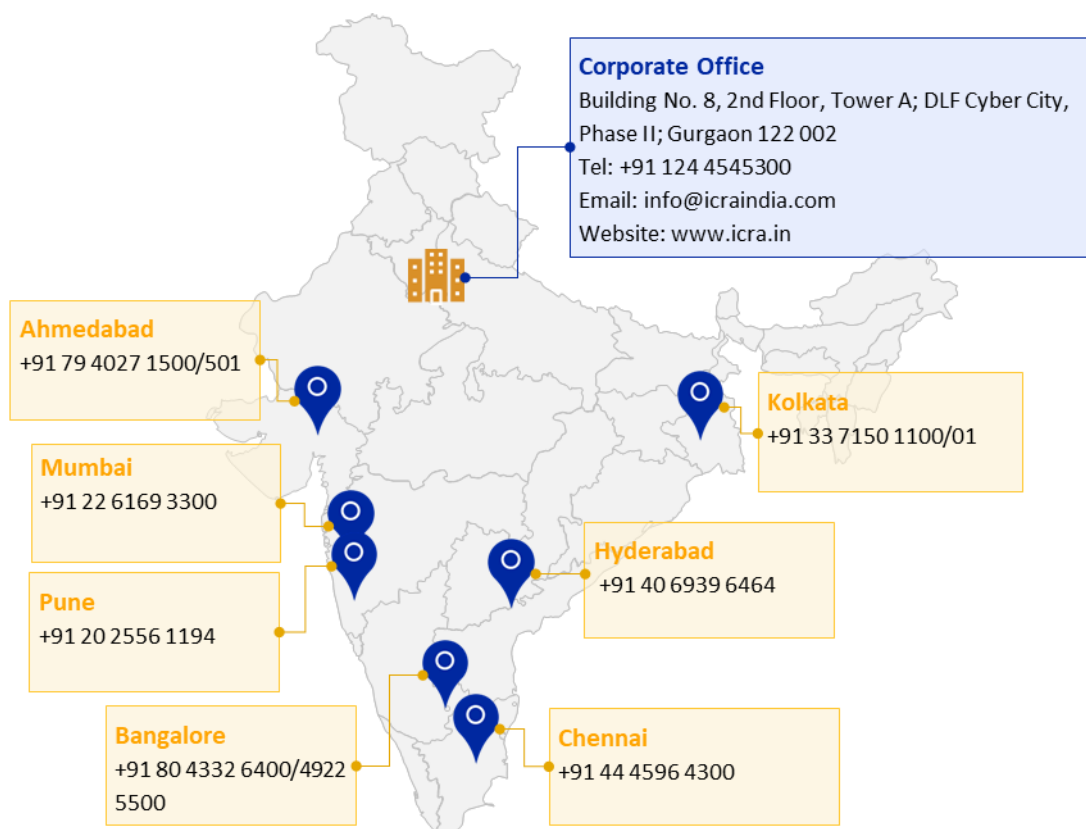 Corporate Office
Building No. 8, 2nd Floor, Tower A; DLF Cyber City,
Phase II; Gurgaon 122 002
Tel: +91 124 4545300
Email: info@icraindia.com
Website: www.icra.in
Ahmedabad
+91 79 4027 1500/501
Kolkata
+91 33 7150 1100/01
Mumbai
+91 22 6169 3300
Hyderabad
+91 40 6939 6464
Pune
+91 20 2556 1194
Bangalore
+91 80 4332 6400/4922
5500
Chennai
+91 44 4596 4300